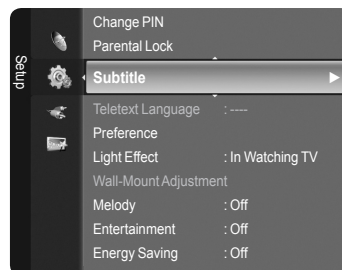 Setup
Change PIN
Parental Lock
Subtitle
Teletext Language : ----
Preference
Light Effect : In Watching TV
Wall-Mount Adjustment
Melody : Off
Entertainment : Off
Energy Saving : Off